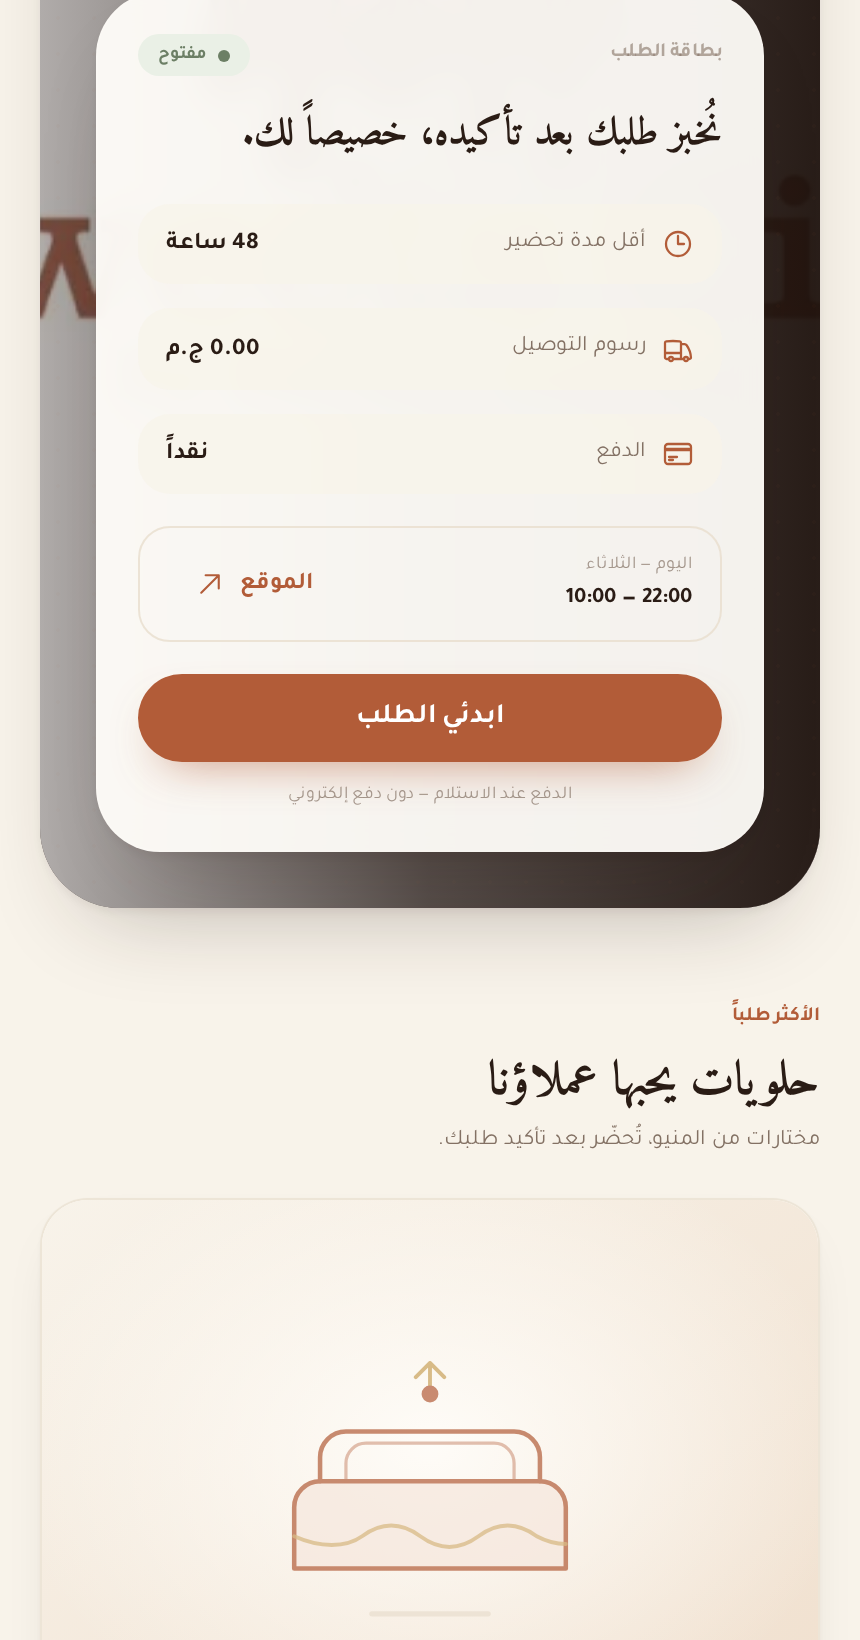 بطاقة الطلب
مفتوح
نُخبز طلبك بعد تأكيده، خصيصاً لك.
أقل مدة تحضير
48 ساعة
رسوم التوصيل
0.00 ج.م
الدفع
نقداً
اليوم – الثلاثاء
10:00 – 22:00
الموقع
ابدئي الطلب
الدفع عند الاستلام – دون دفع إلكتروني
الأكثر طلباً
حلويات يحبها عملاؤنا
مختارات من المنيو، تُحضّر بعد تأكيد طلبك.